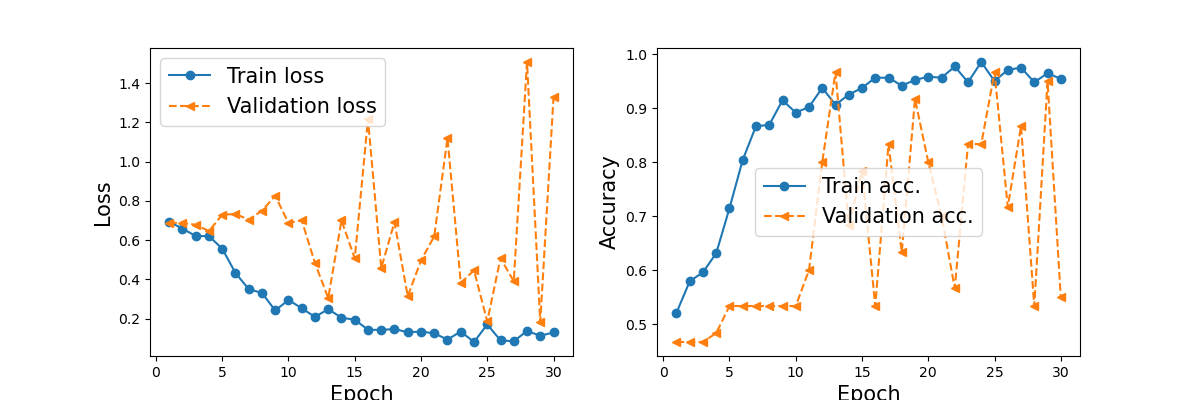 Train loss
Validation loss
Loss
1.4
1.2
1.0
0.8
0.6
0.4
0.2
0 5 10 15 20 25 30
Epoch
Train acc.
Validation acc.
Accuracy
1.0
0.9
0.8
0.7
0.6
0.5
0 5 10 15 20 25 30
Epoch